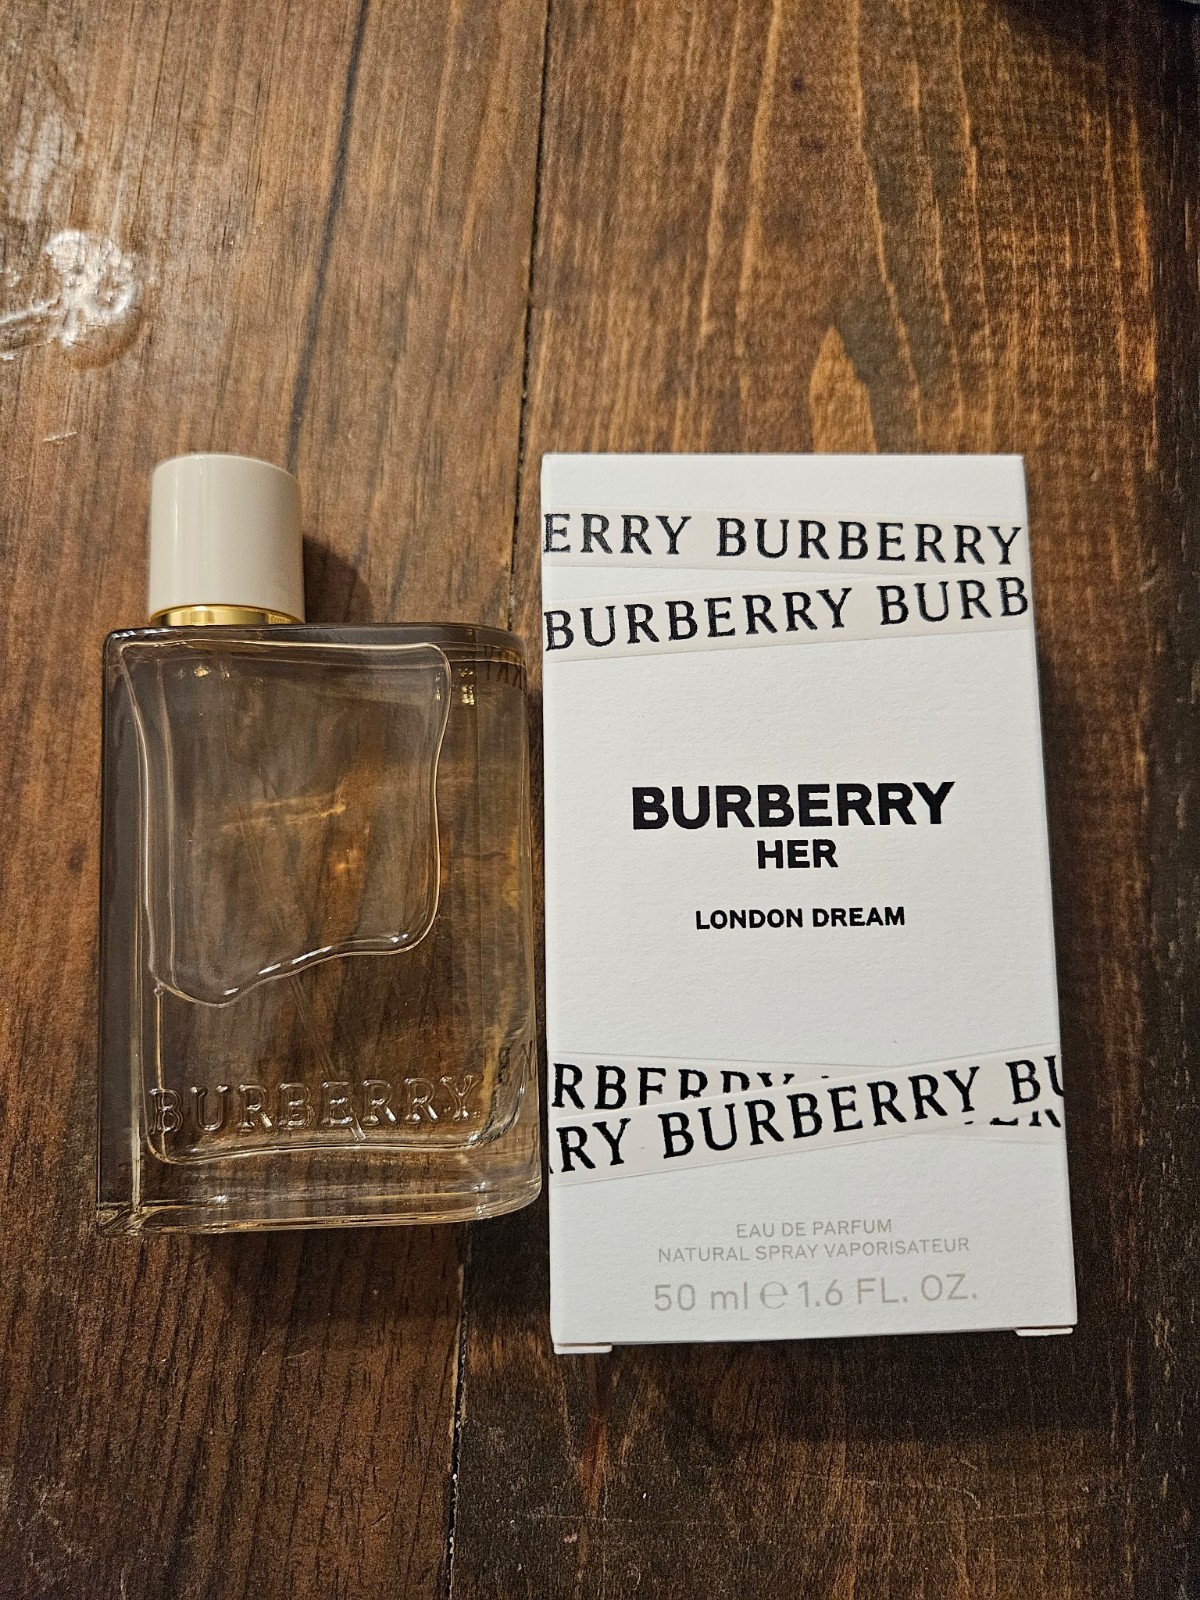 ERRY BURBERRY
BURBERRY BURB
BURBERRY
HER
LONDON DREAM
RBERRY
RY BURBERRY BU
EAU DE PARFUM
NATURAL SPRAY VAPORISATEUR
50 ml ℮ 1.6 FL. OZ.
BURBERRY